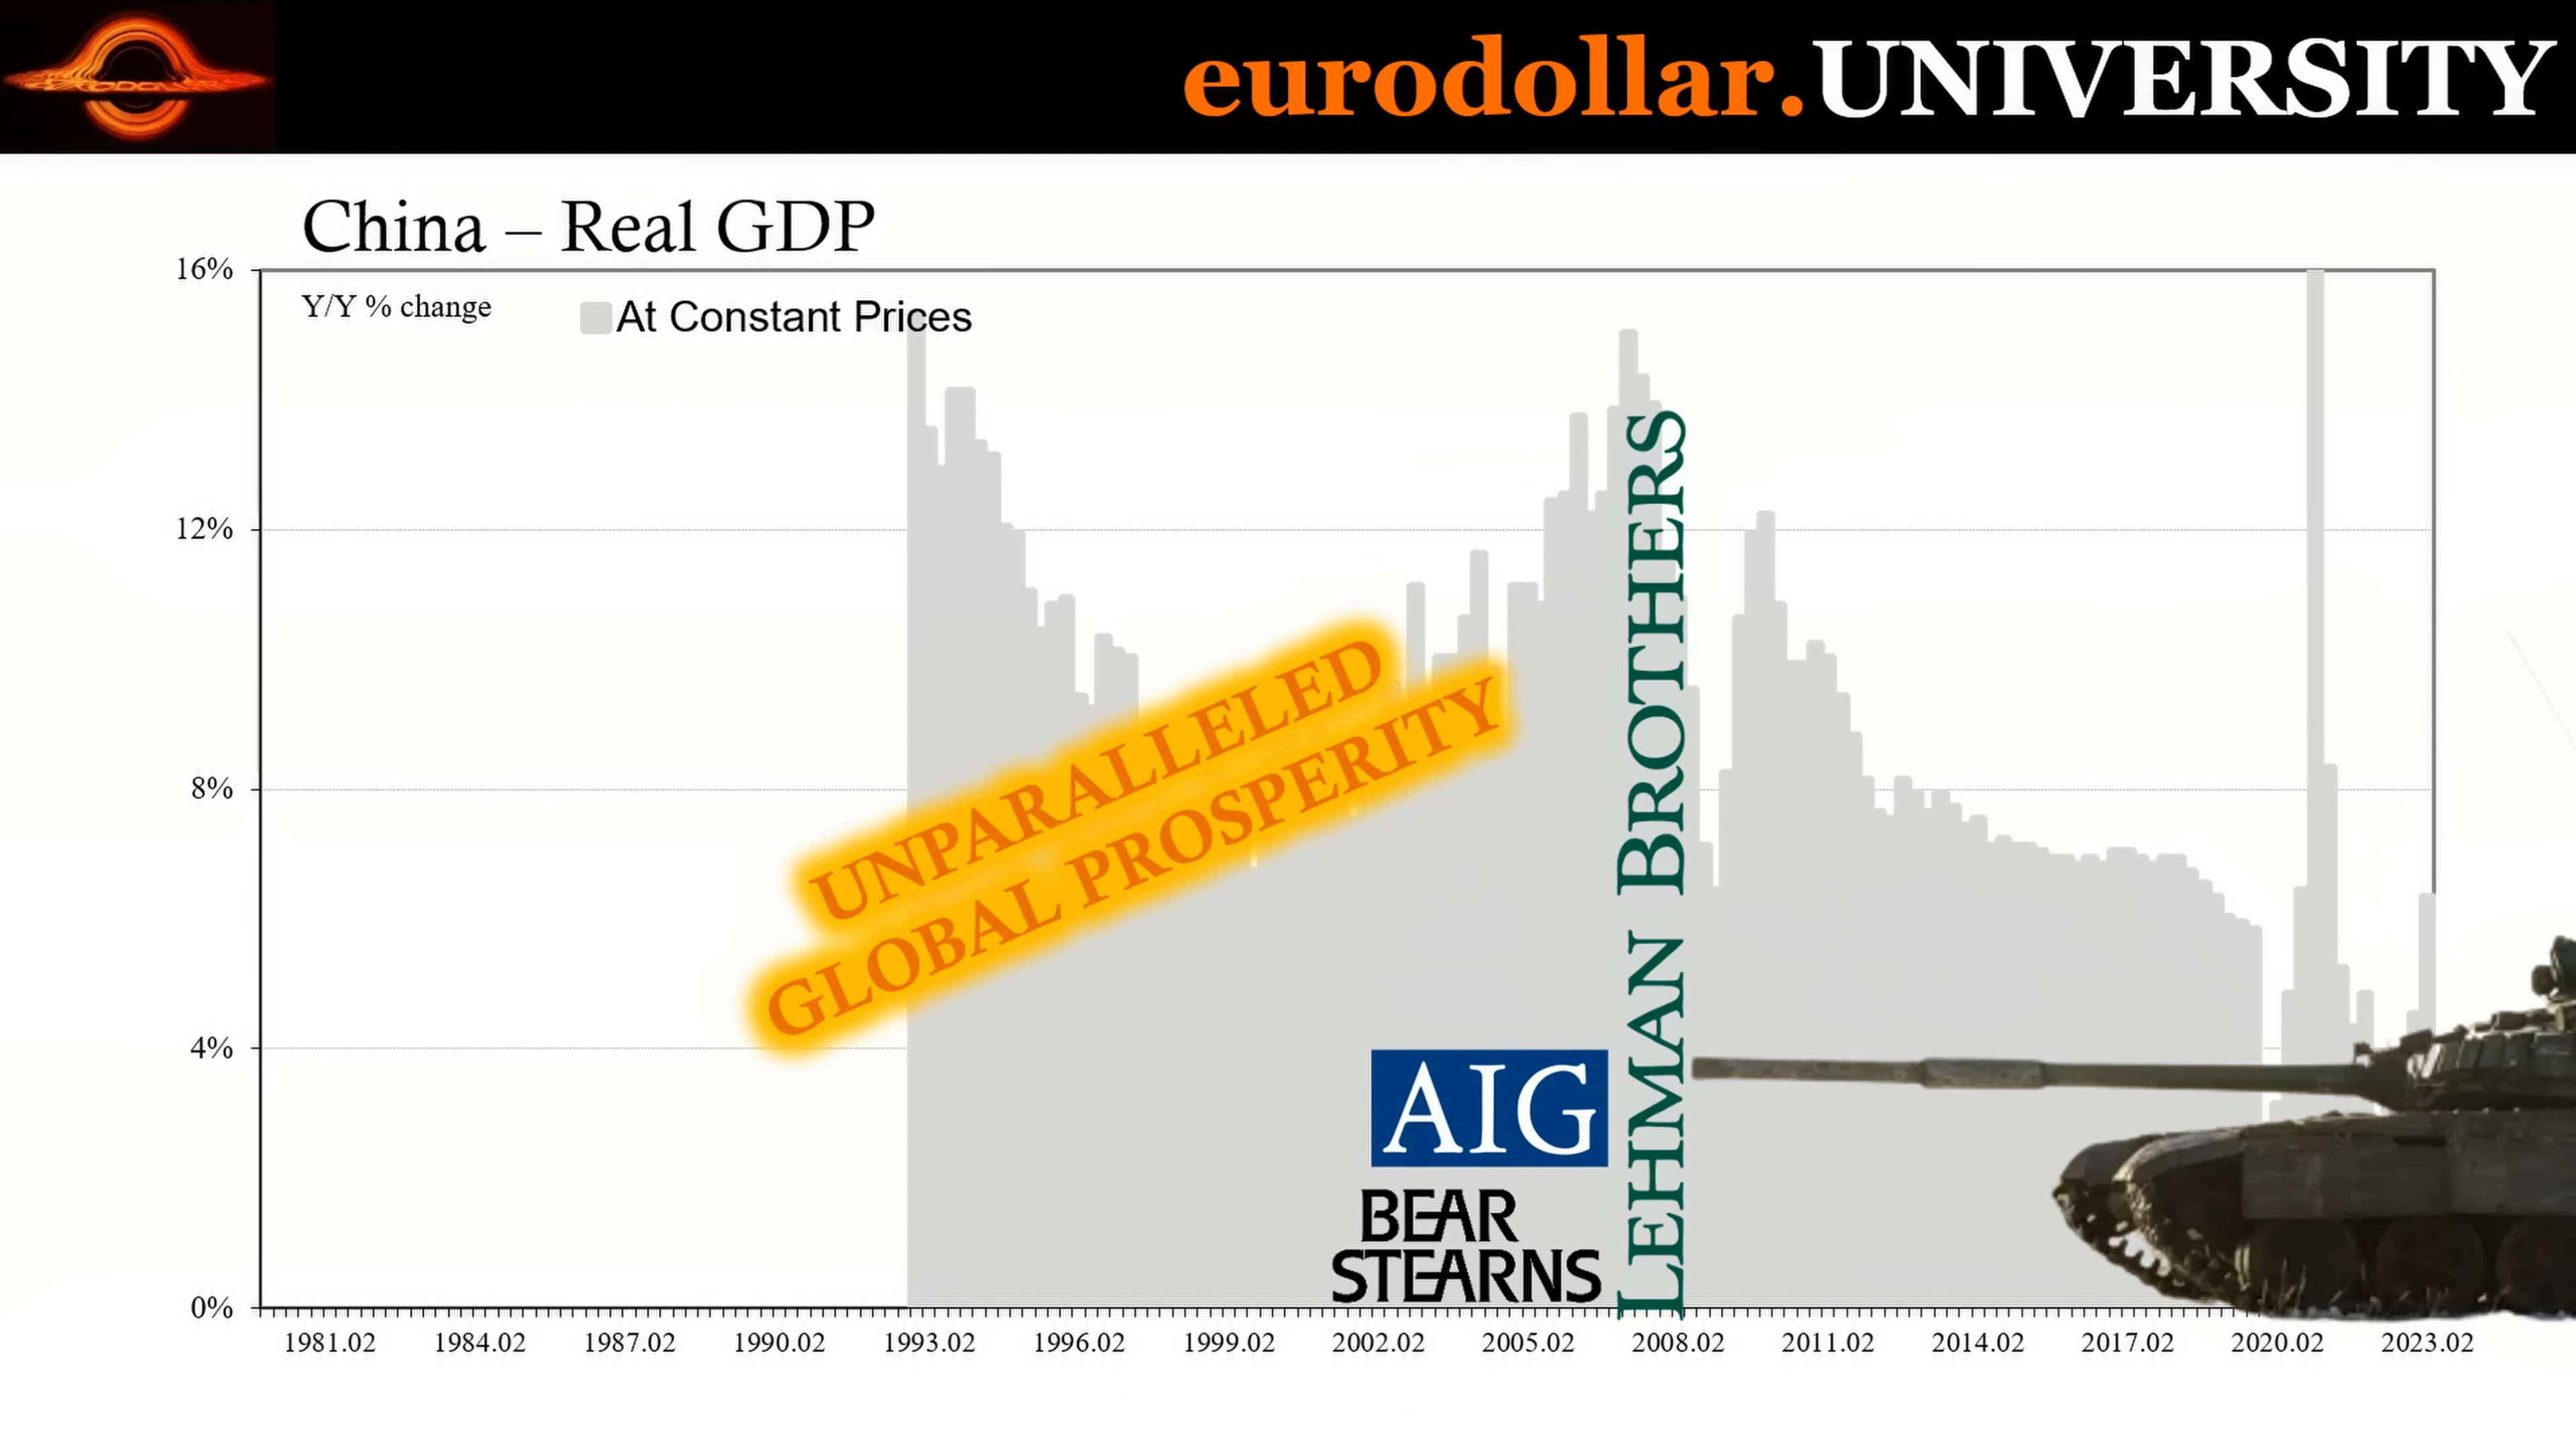 eurodollar.UNIVERSITY
China – Real GDP
16%
Y/Y % change
At Constant Prices
12%
8%
4%
0%
UNPARALLELED
GLOBAL PROSPERITY
LEHMAN BROTHERS
AIG
BEAR
STEARNS
1981.02 1984.02 1987.02 1990.02 1993.02 1996.02 1999.02 2002.02 2005.02 2008.02 2011.02 2014.02 2017.02 2020.02 2023.02